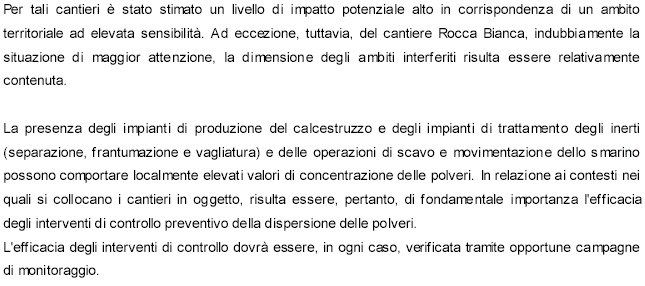 Per tali cantieri è stato stimato un livello di impatto potenziale alto in corrispondenza di un ambito
territoriale ad elevata sensibilità. Ad eccezione, tuttavia, del cantiere Rocca Bianca, indubbiamente la
situazione di maggior attenzione, la dimensione degli ambiti interferiti risulta essere relativamente
contenuta.

La presenza degli impianti di produzione del calcestruzzo e degli impianti di trattamento degli inerti
(separazione, frantumazione e vagliatura) e delle operazioni di scavo e movimentazione dello smarino
possono comportare localmente elevati valori di concentrazione delle polveri. In relazione ai contesti nei
quali si collocano i cantieri in oggetto, risulta essere, pertanto, di fondamentale importanza l'efficacia
degli interventi di controllo preventivo della dispersione delle polveri.
L'efficacia degli interventi di controllo dovrà essere, in ogni caso, verificata tramite opportune campagne
di monitoraggio.